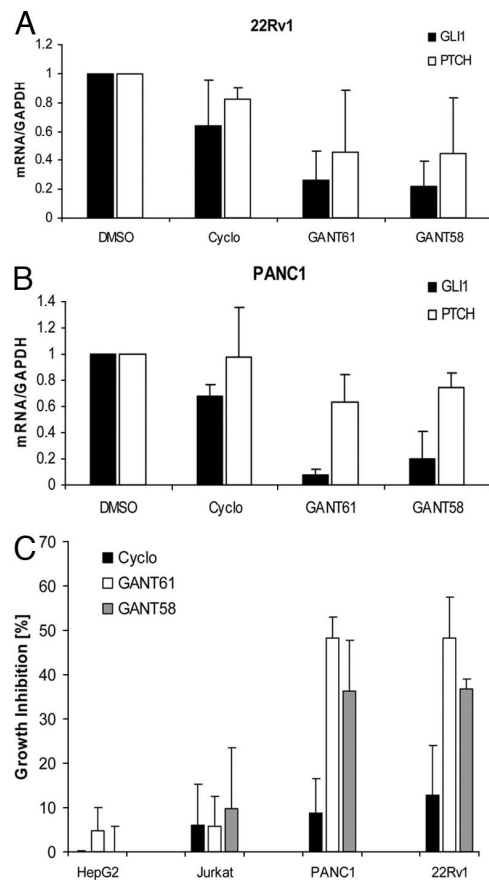 A
22Rv1
GLI1
PTCH
mRNA/GAPDH
1.2
1
0.8
0.6
0.4
0.2
0
DMSO
Cyclo
GANT61
GANT58
B
PANC1
GLI1
PTCH
mRNA/GAPDH
1.4
1.2
1
0.8
0.6
0.4
0.2
0
DMSO
Cyclo
GANT61
GANT58
C
Cyclo
GANT61
GANT58
Growth Inhibition [%]
70
60
50
40
30
20
10
0
HepG2
Jurkat
PANC1
22Rv1